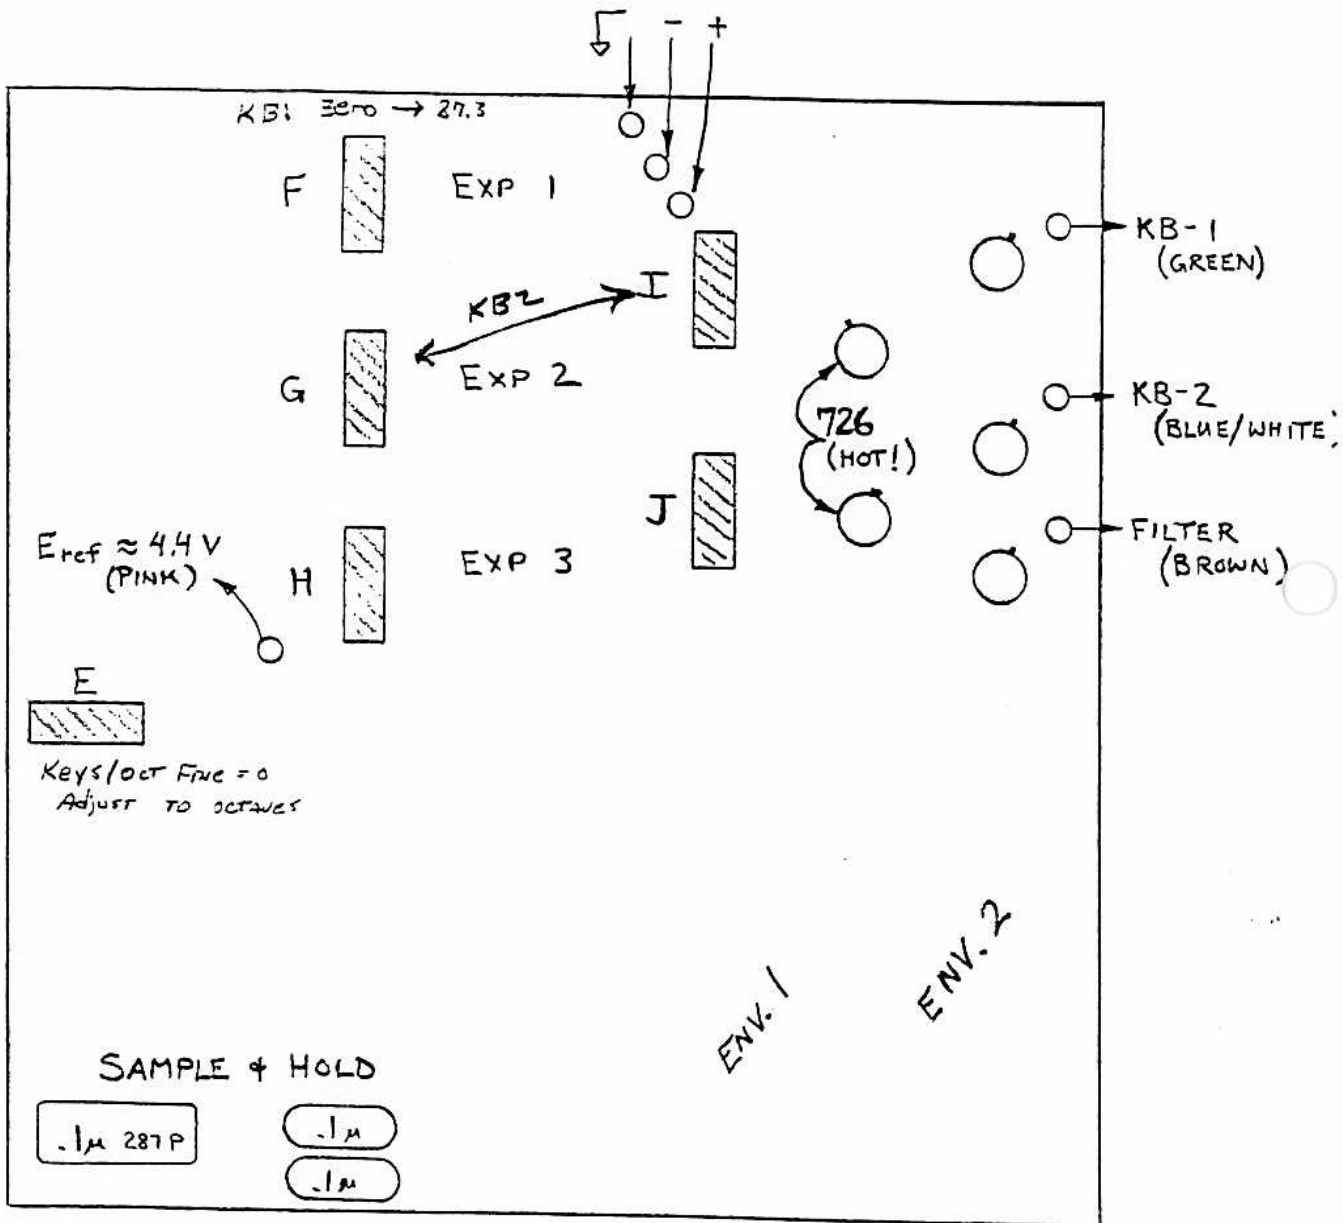 - +
KB: Zero → 27.3
F
EXP 1
I
KB-1
(GREEN)
KB2
G
EXP 2
KB-2
(BLUE/WHITE)
726
(HOT!)
J
Eref ≈ 4.4 V
(PINK)
H
EXP 3
FILTER
(BROWN)
E
Keys/oct Fine = 0
Adjust to octaves
ENV. 1
ENV. 2
SAMPLE & HOLD
.1µ 287P
.1µ
.1µ